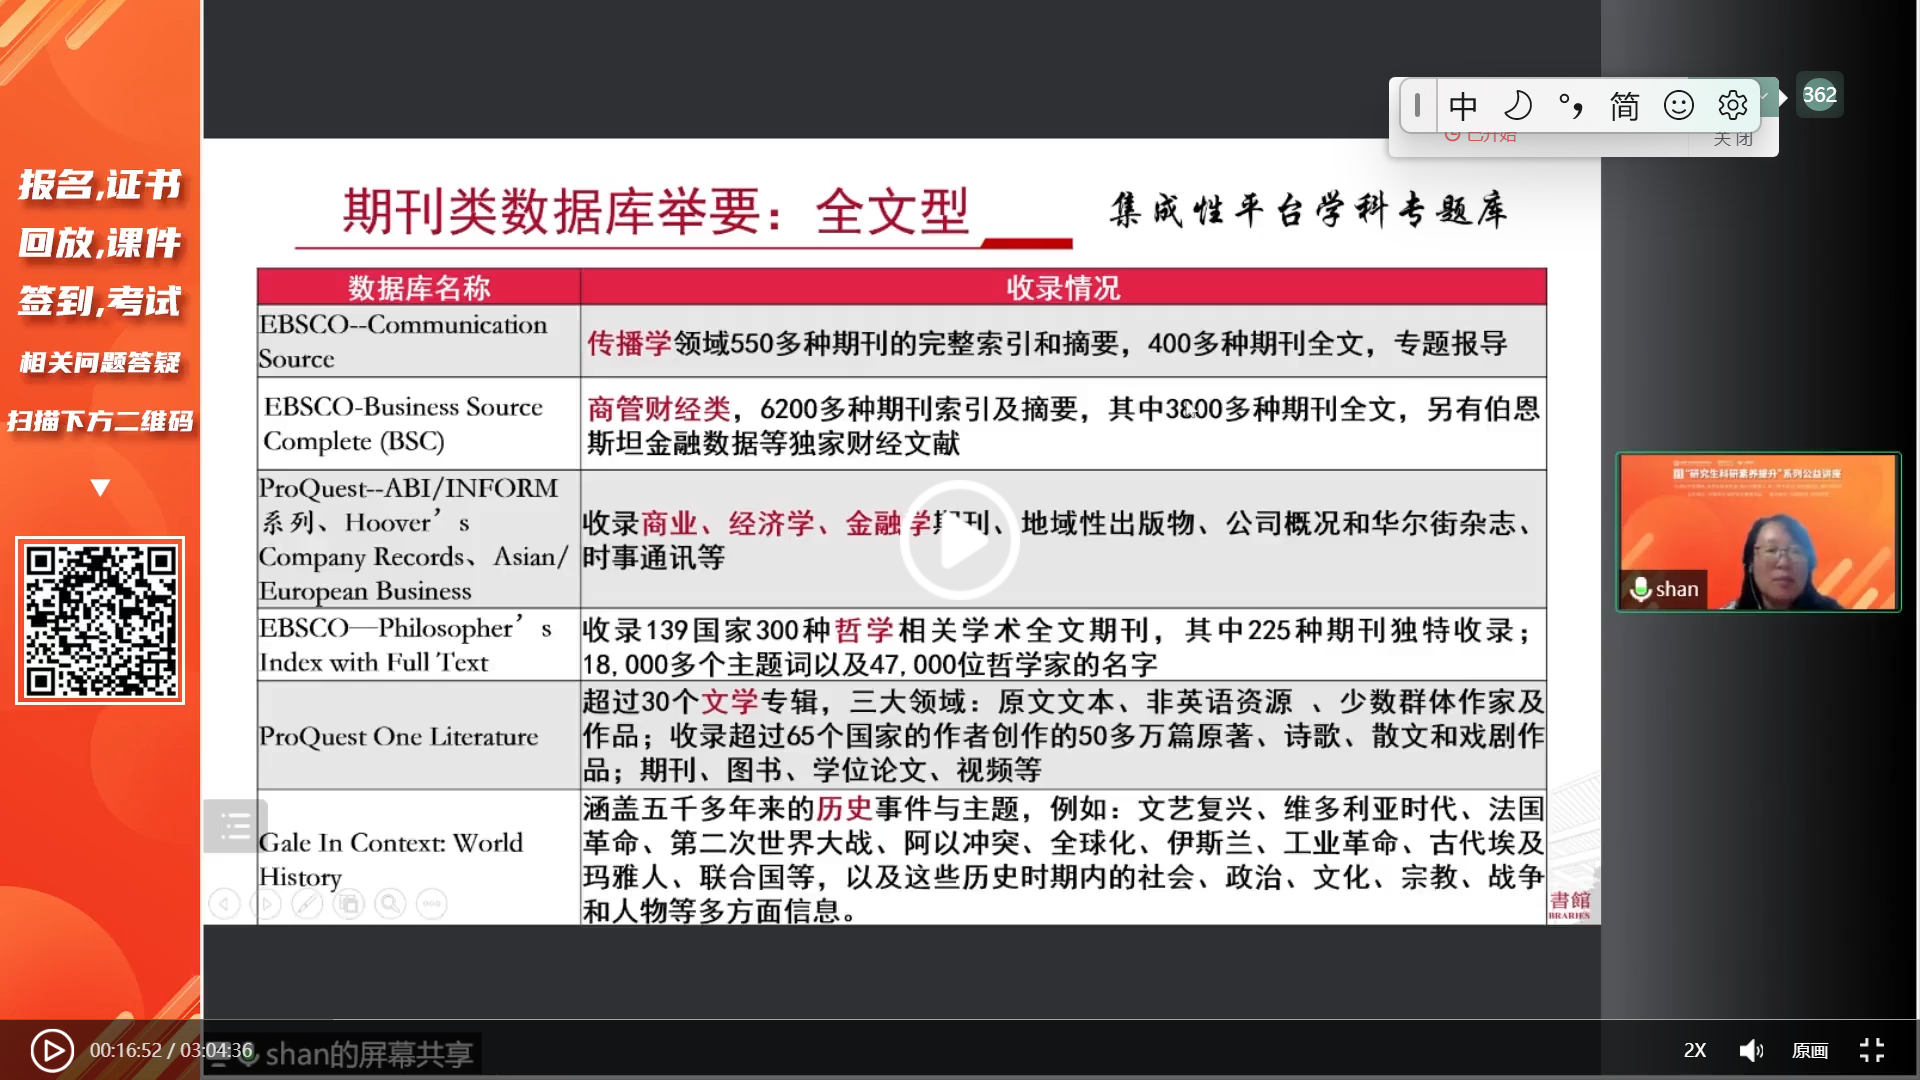 报名,证书
回放,课件
签到,考试
相关问题答疑
扫描下方二维码
中
简
362
已开始
关闭
期刊类数据库举要：全文型
集成性平台学科专题库
数据库名称
收录情况
EBSCO--Communication
Source
传播学领域550多种期刊的完整索引和摘要，400多种期刊全文，专题报导
EBSCO-Business Source
Complete (BSC)
商管财经类，6200多种期刊索引及摘要，其中3800多种期刊全文，另有伯恩
斯坦金融数据等独家财经文献
ProQuest--ABI/INFORM
系列、Hoover’s
Company Records、Asian/
European Business
收录商业、经济学、金融学期刊、地域性出版物、公司概况和华尔街杂志、
时事通讯等
EBSCO—Philosopher’s
Index with Full Text
收录139国家300种哲学相关学术全文期刊，其中225种期刊独特收录；
18,000多个主题词以及47,000位哲学家的名字
ProQuest One Literature
超过30个文学专辑，三大领域：原文文本、非英语资源 、少数群体作家及
作品；收录超过65个国家的作者创作的50多万篇原著、诗歌、散文和戏剧作
品；期刊、图书、学位论文、视频等
Gale In Context: World
History
涵盖五千多年来的历史事件与主题，例如：文艺复兴、维多利亚时代、法国
革命、第二次世界大战、阿以冲突、全球化、伊斯兰、工业革命、古代埃及
玛雅人、联合国等，以及这些历史时期内的社会、政治、文化、宗教、战争
和人物等多方面信息。
書館
BRARIES
“研究生科研素养提升”系列公益讲座
shan
00:16:52 / 03:04:36
shan的屏幕共享
2X
原画